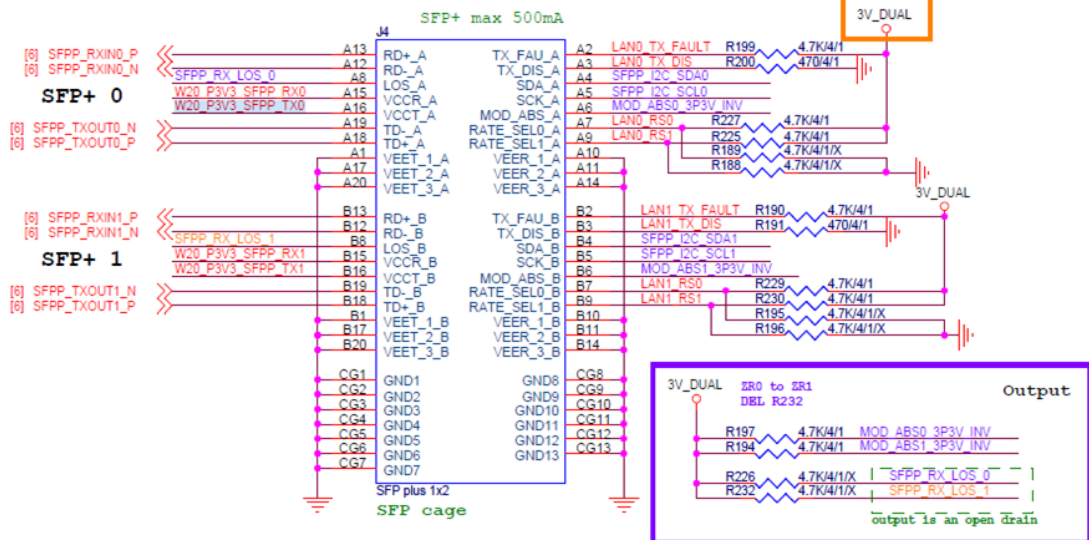 SFP+ max 500mA
3V_DUAL
J4
[6] SFPP_RXIN0_P A13 RD+_A TX_FAU_A A2 LAN0_TX_FAULT R199 4.7K/4/1
[6] SFPP_RXIN0_N A12 RD-_A TX_DIS_A A3 LAN0_TX_DIS R200 470/4/1
SFPP_RX_LOS_0 A8 LOS_A SDA_A A4 SFPP_I2C_SDA0
SFP+ 0
W20_P3V3_SFPP_RX0 A15 VCCR_A SCK_A A5 SFPP_I2C_SCL0
W20_P3V3_SFPP_TX0 A16 VCCT_A MOD_ABS_A A6 MOD_ABS0_3P3V_INV
[6] SFPP_TXOUT0_N A19 TD-_A RATE_SEL0_A A7 LAN0_RS0 R227 4.7K/4/1
[6] SFPP_TXOUT0_P A18 TD+_A RATE_SEL1_A A9 LAN0_RS1 R225 4.7K/4/1
A1 VEET_1_A VEER_1_A A10 R189 4.7K/4/1/X
A17 VEET_2_A VEER_2_A A11 R188 4.7K/4/1/X
A20 VEET_3_A VEER_3_A A14
3V_DUAL
[6] SFPP_RXIN1_P B13 RD+_B TX_FAU_B B2 LAN1_TX_FAULT R190 4.7K/4/1
[6] SFPP_RXIN1_N B12 RD-_B TX_DIS_B B3 LAN1_TX_DIS R191 470/4/1
SFPP_RX_LOS_1 B8 LOS_B SDA_B B4 SFPP_I2C_SDA1
SFP+ 1
W20_P3V3_SFPP_RX1 B15 VCCR_B SCK_B B5 SFPP_I2C_SCL1
W20_P3V3_SFPP_TX1 B16 VCCT_B MOD_ABS_B B6 MOD_ABS1_3P3V_INV
[6] SFPP_TXOUT1_N B19 TD-_B RATE_SEL0_B B7 LAN1_RS0 R229 4.7K/4/1
[6] SFPP_TXOUT1_P B18 TD+_B RATE_SEL1_B B9 LAN1_RS1 R230 4.7K/4/1
B1 VEET_1_B VEER_1_B B10 R195 4.7K/4/1/X
B17 VEET_2_B VEER_2_B B11 R196 4.7K/4/1/X
B20 VEET_3_B VEER_3_B B14
CG1 GND1 GND8 CG8
CG2 GND2 GND9 CG9
CG3 GND3 GND10 CG10
CG4 GND4 GND11 CG11
CG5 GND5 GND12 CG12
CG6 GND6 GND13 CG13
CG7 GND7
SFP plus 1x2
SFP cage
3V_DUAL ZR0 to ZR1 Output
DEL R232
R197 4.7K/4/1 MOD_ABS0_3P3V_INV
R194 4.7K/4/1 MOD_ABS1_3P3V_INV
R226 4.7K/4/1/X SFPP_RX_LOS_0
R232 4.7K/4/1/X SFPP_RX_LOS_1
output is an open drain